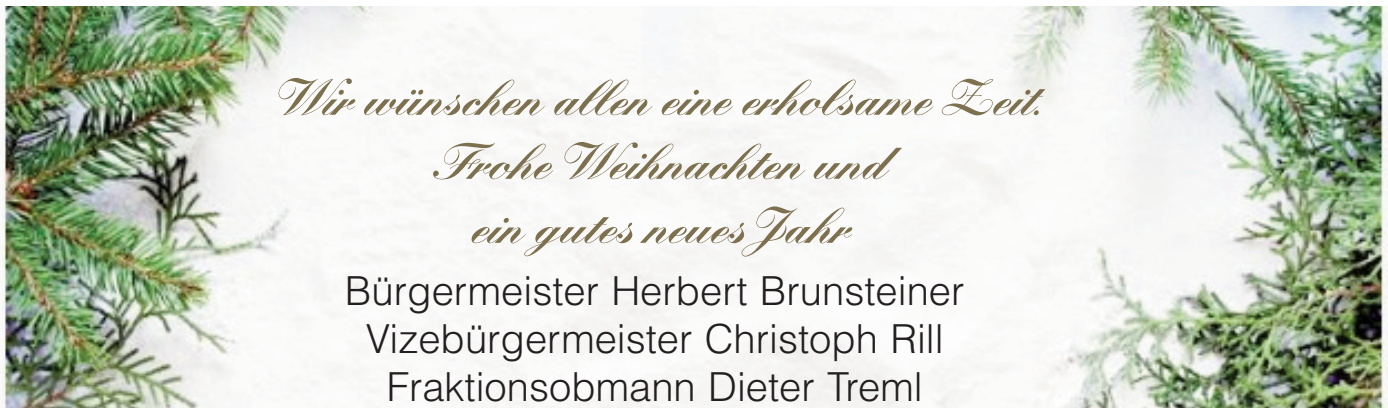 Wir wünschen allen eine erholsame Zeit.
Frohe Weihnachten und
ein gutes neues Jahr
Bürgermeister Herbert Brunsteiner
Vizebürgermeister Christoph Rill
Fraktionsobmann Dieter Treml